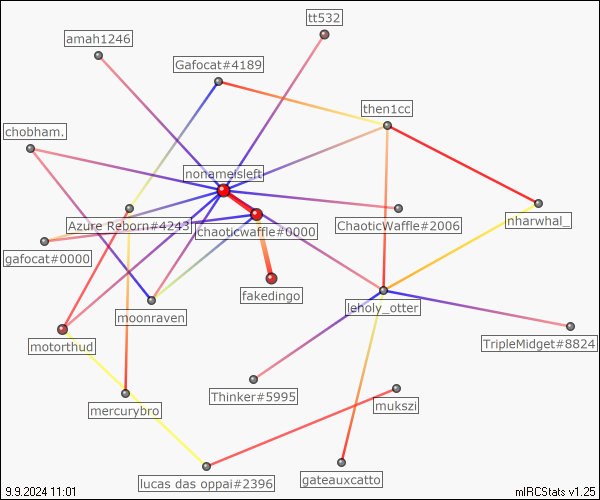 tt532
amah1246
Gafocat#4189
then1cc
chobham.
nonameisleft
Azure Reborn#4243
chaoticwaffle#0000
ChaoticWaffle#2006
nharwhal_
gafocat#0000
fakedingo
moonraven
leholy_otter
motorthud
TripleMidget#8824
Thinker#5995
mukszi
mercurybro
lucas das oppai#2396
gateauxcatto
9.9.2024 11:01
mIRCStats v1.25